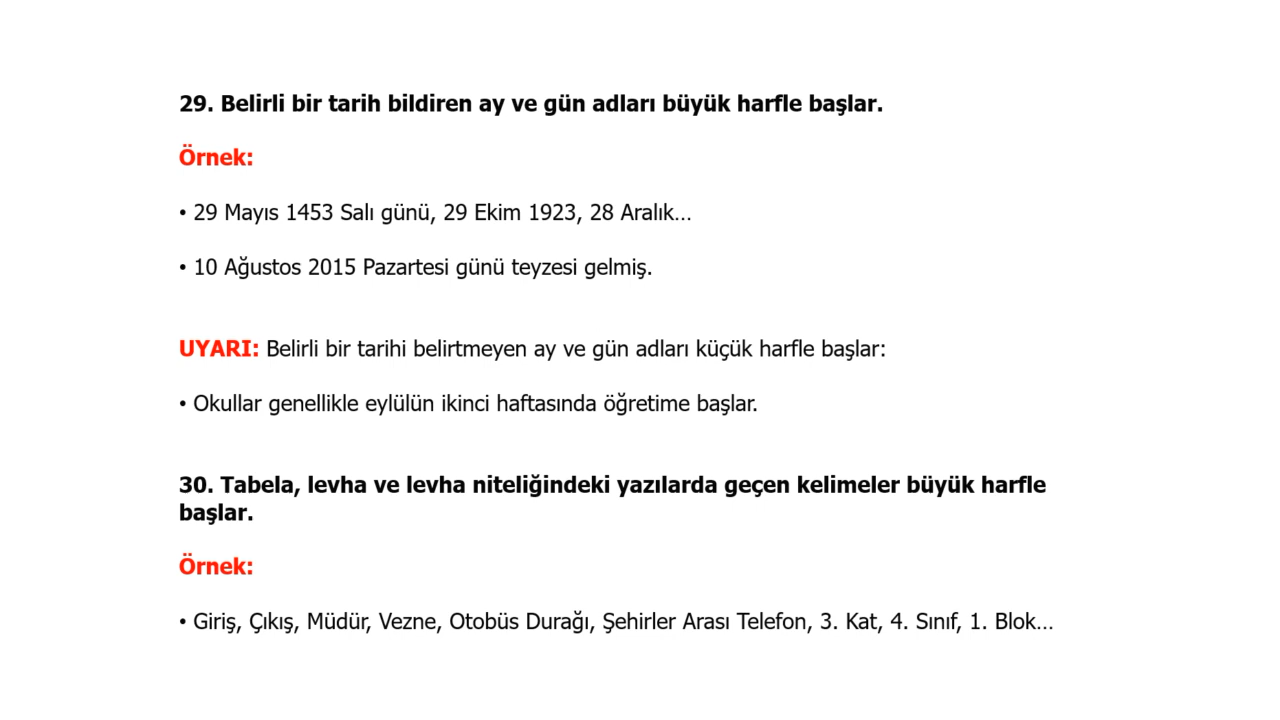 29. Belirli bir tarih bildiren ay ve gün adları büyük harfle başlar.
Örnek:
• 29 Mayıs 1453 Salı günü, 29 Ekim 1923, 28 Aralık…
• 10 Ağustos 2015 Pazartesi günü teyzesi gelmiş.
UYARI: Belirli bir tarihi belirtmeyen ay ve gün adları küçük harfle başlar:
• Okullar genellikle eylülün ikinci haftasında öğretime başlar.
30. Tabela, levha ve levha niteliğindeki yazılarda geçen kelimeler büyük harfle
başlar.
Örnek:
• Giriş, Çıkış, Müdür, Vezne, Otobüs Durağı, Şehirler Arası Telefon, 3. Kat, 4. Sınıf, 1. Blok…